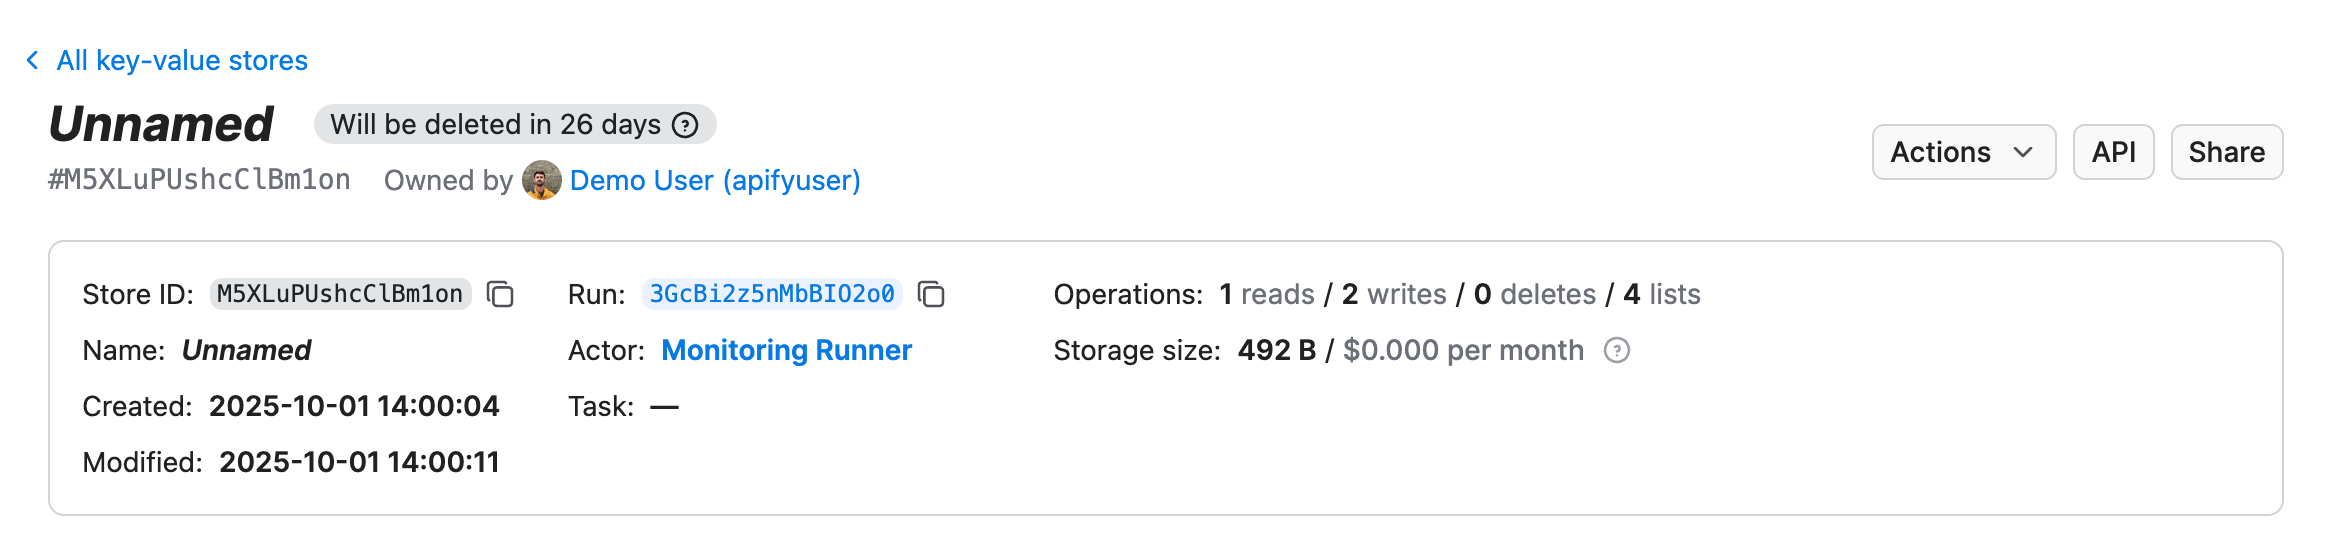 All key-value stores
Unnamed Will be deleted in 26 days
#M5XLuPUshcClBm1on Owned by Demo User (apifyuser)
Actions API Share
Store ID: M5XLuPUshcClBm1on Run: 3GcBi2z5nMbBIO2o0 Operations: 1 reads / 2 writes / 0 deletes / 4 lists
Name: Unnamed Actor: Monitoring Runner Storage size: 492 B / $0.000 per month
Created: 2025-10-01 14:00:04 Task: —
Modified: 2025-10-01 14:00:11